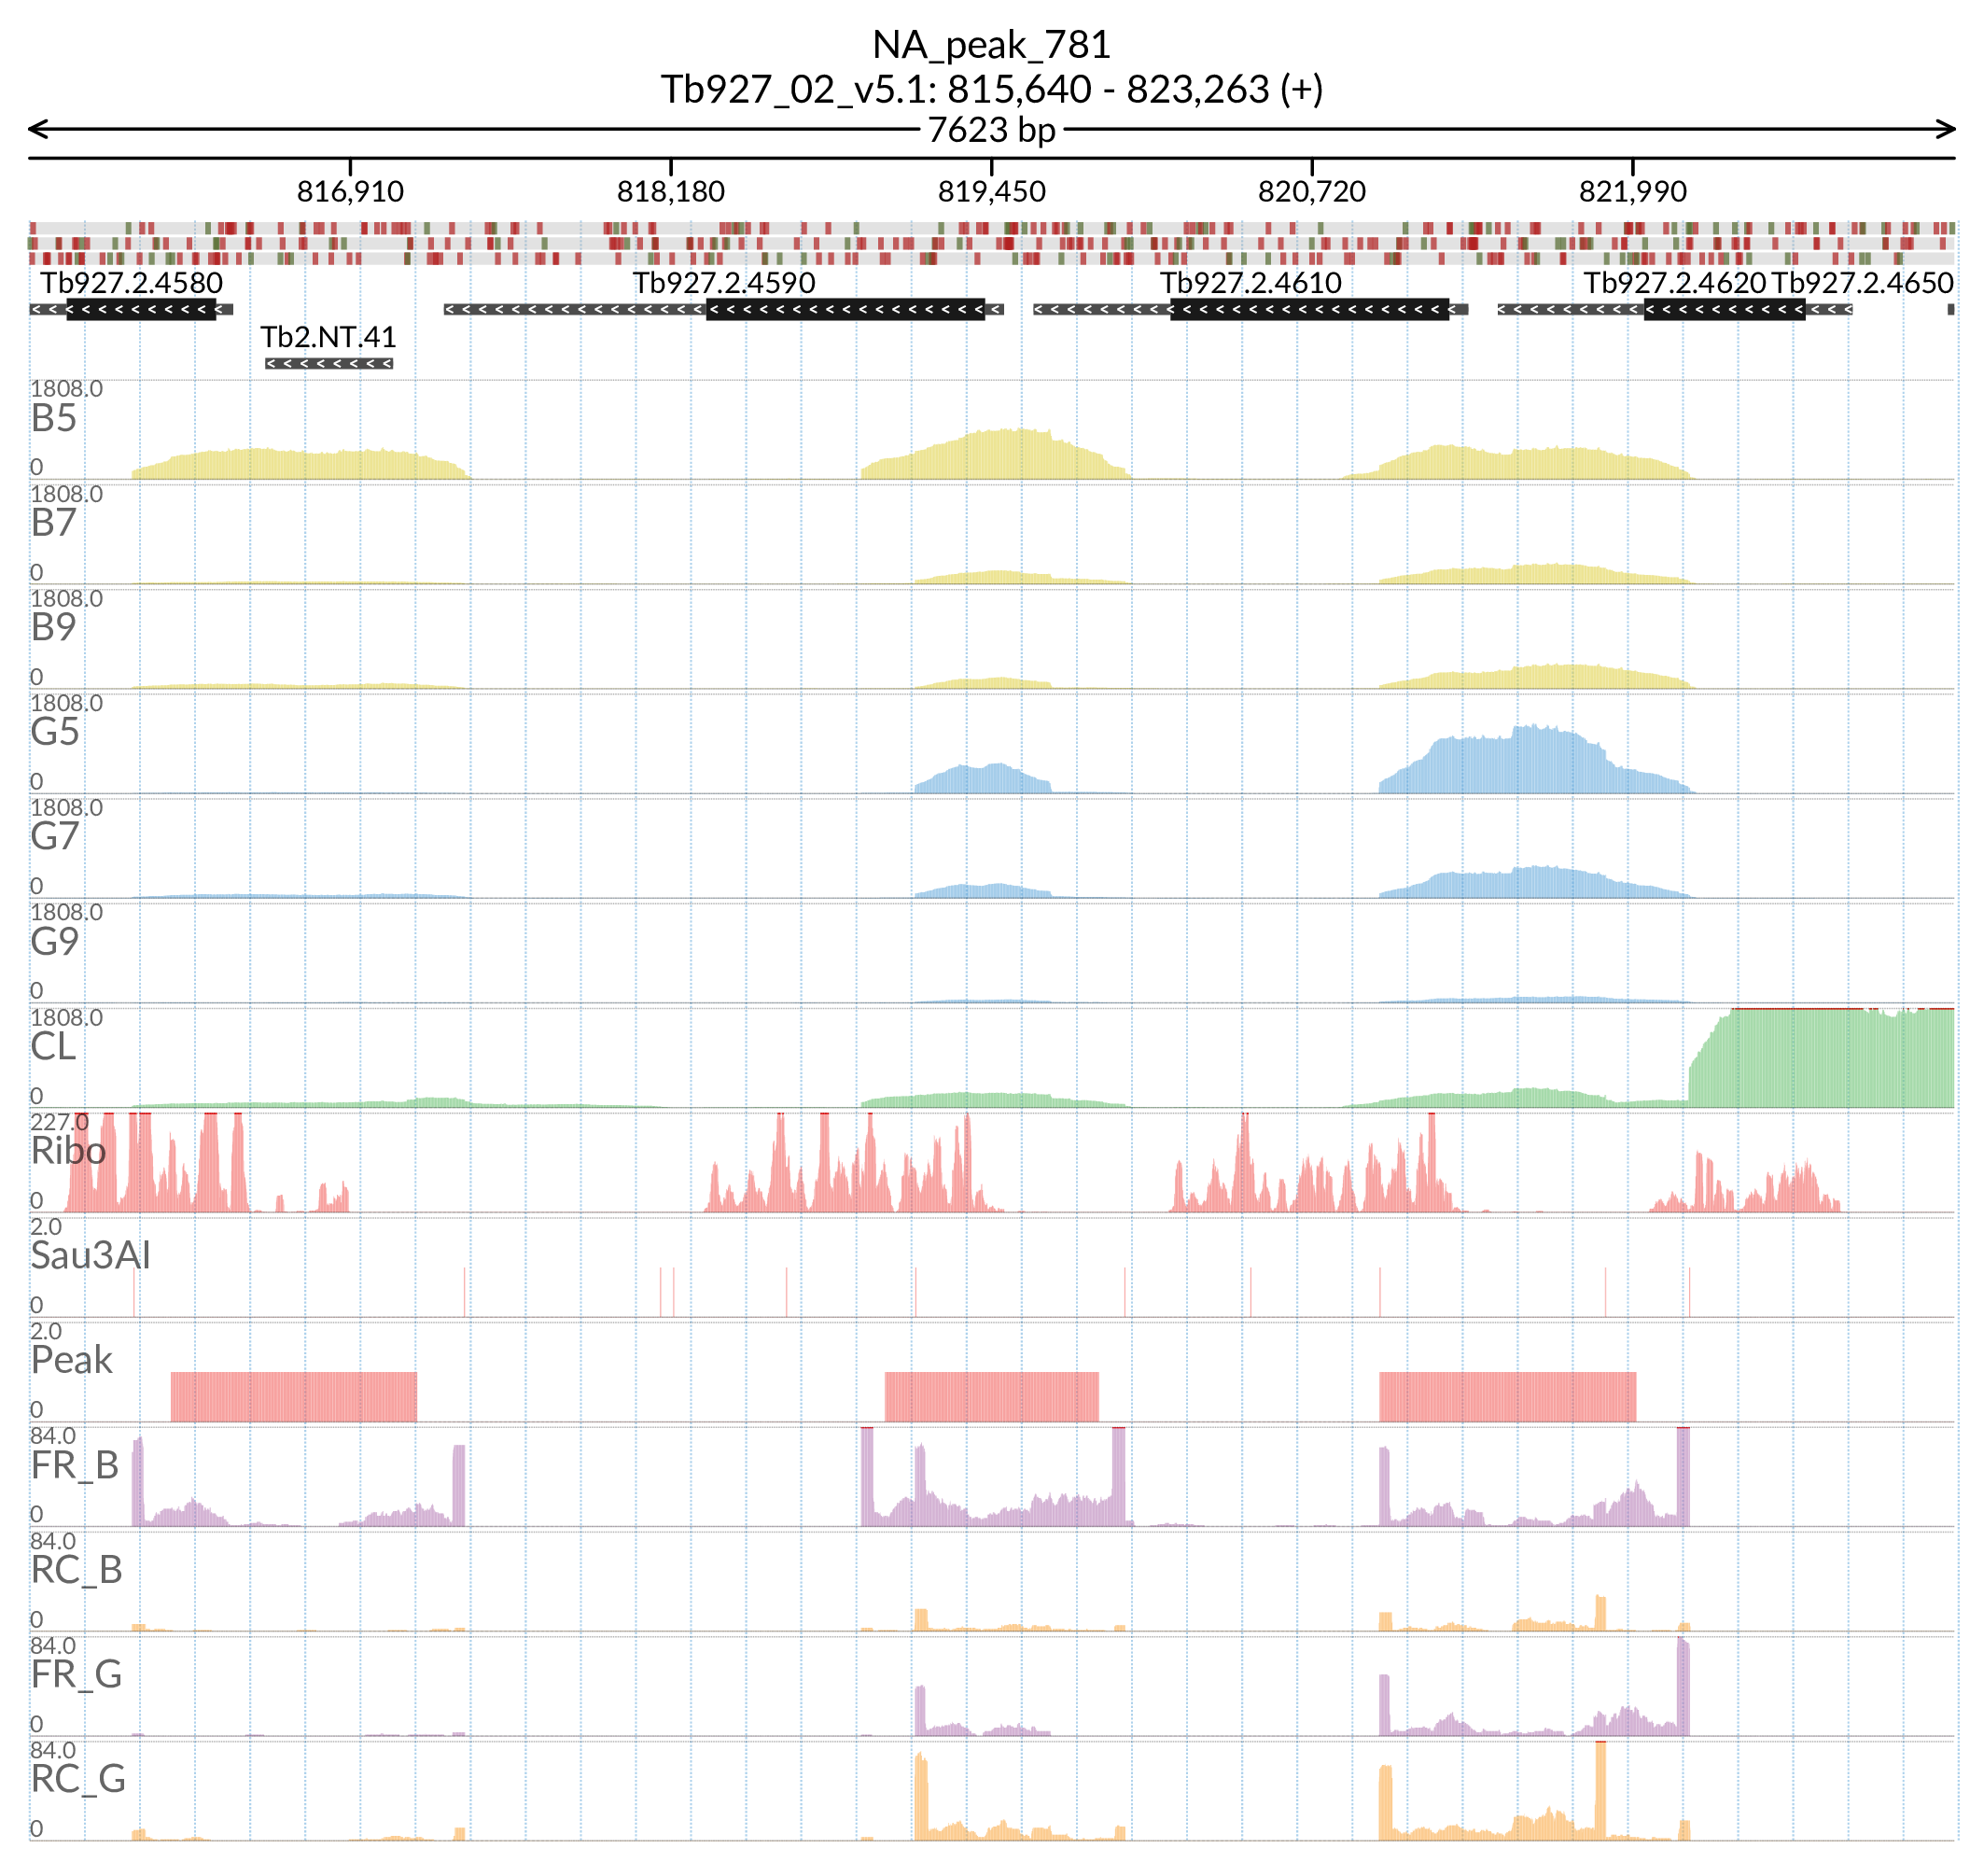 NA_peak_781
Tb927_02_v5.1: 815,640 - 823,263 (+)
7623 bp
816,910 818,180 819,450 820,720 821,990
Tb927.2.4580 Tb927.2.4590 Tb927.2.4610 Tb927.2.4620 Tb927.2.4650
Tb2.NT.41
1808.0
B5
0
1808.0
B7
0
1808.0
B9
0
1808.0
G5
0
1808.0
G7
0
1808.0
G9
0
1808.0
CL
0
227.0
Ribo
0
2.0
Sau3AI
0
2.0
Peak
0
84.0
FR_B
0
84.0
RC_B
0
84.0
FR_G
0
84.0
RC_G
0